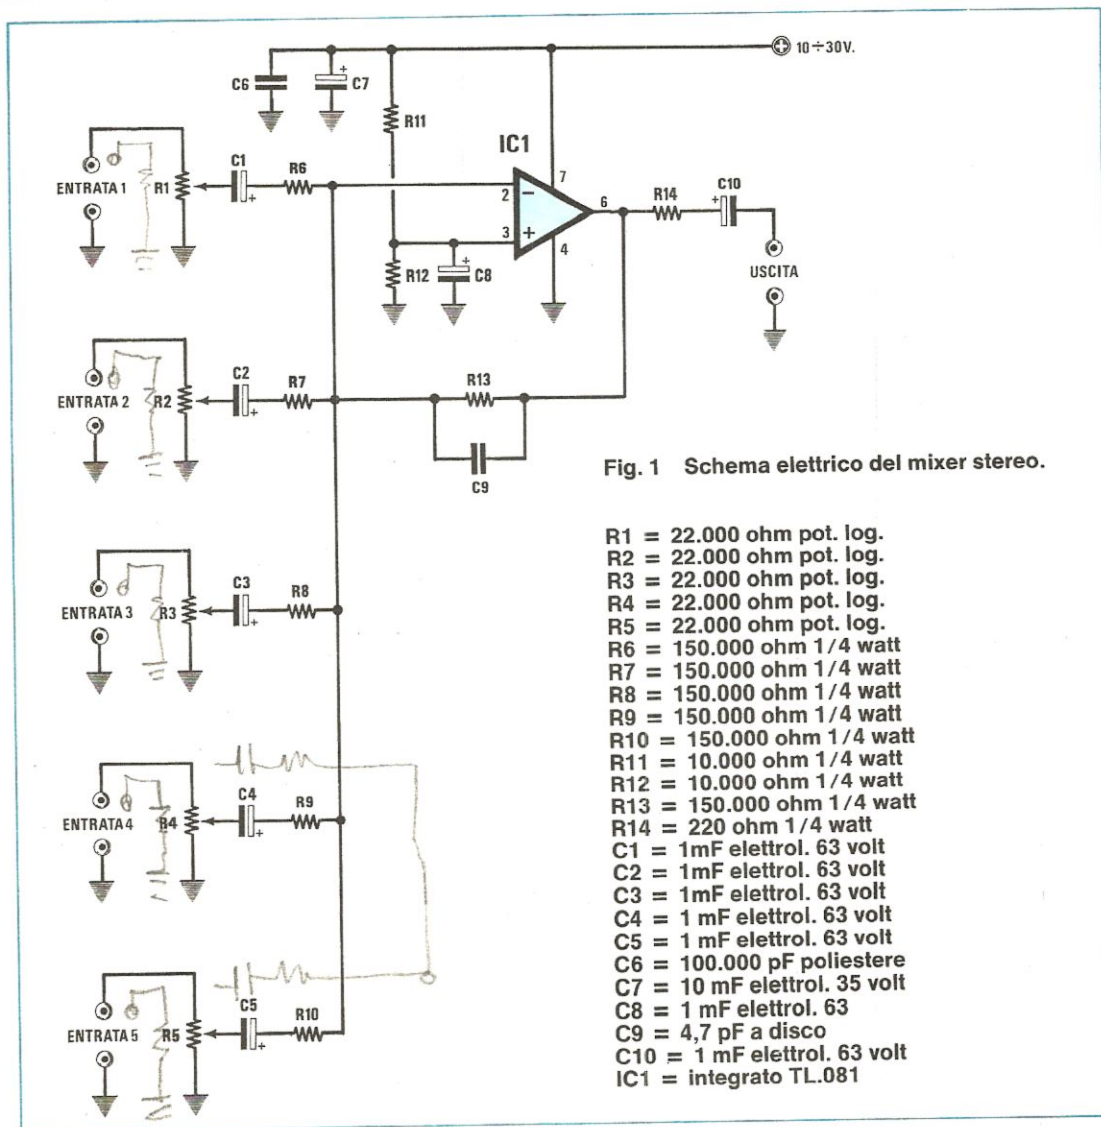 10÷30V.
C6
C7
R11
IC1
ENTRATA 1
R1
C1
R6
2
3
7
6
4
R14
C10
R12
C8
USCITA
ENTRATA 2
R2
C2
R7
R13
C9
Fig. 1 Schema elettrico del mixer stereo.
ENTRATA 3
R3
C3
R8
ENTRATA 4
R4
C4
R9
ENTRATA 5
R5
C5
R10
R1 = 22.000 ohm pot. log.
R2 = 22.000 ohm pot. log.
R3 = 22.000 ohm pot. log.
R4 = 22.000 ohm pot. log.
R5 = 22.000 ohm pot. log.
R6 = 150.000 ohm 1/4 watt
R7 = 150.000 ohm 1/4 watt
R8 = 150.000 ohm 1/4 watt
R9 = 150.000 ohm 1/4 watt
R10 = 150.000 ohm 1/4 watt
R11 = 10.000 ohm 1/4 watt
R12 = 10.000 ohm 1/4 watt
R13 = 150.000 ohm 1/4 watt
R14 = 220 ohm 1/4 watt
C1 = 1mF elettrol. 63 volt
C2 = 1mF elettrol. 63 volt
C3 = 1mF elettrol. 63 volt
C4 = 1 mF elettrol. 63 volt
C5 = 1 mF elettrol. 63 volt
C6 = 100.000 pF poliestere
C7 = 10 mF elettrol. 35 volt
C8 = 1 mF elettrol. 63
C9 = 4,7 pF a disco
C10 = 1 mF elettrol. 63 volt
IC1 = integrato TL.081